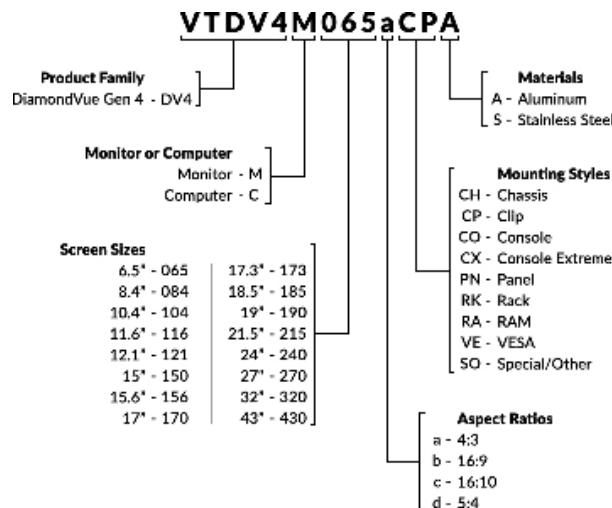 VTDV4M065aCPA
Product Family
DiamondVue Gen 4 - DV4
Monitor or Computer
Monitor - M
Computer - C
Screen Sizes
6.5" - 065
8.4" - 084
10.4" - 104
11.6" - 116
12.1" - 121
15" - 150
15.6" - 156
17" - 170
17.3" - 173
18.5" - 185
19" - 190
21.5" - 215
24" - 240
27" - 270
32" - 320
43" - 430
Materials
A - Aluminum
S - Stainless Steel
Mounting Styles
CH - Chassis
CP - Clip
CO - Console
CX - Console Extreme
PN - Panel
RK - Rack
RA - RAM
VE - VESA
SO - Special/Other
Aspect Ratios
a - 4:3
b - 16:9
c - 16:10
d - 5:4